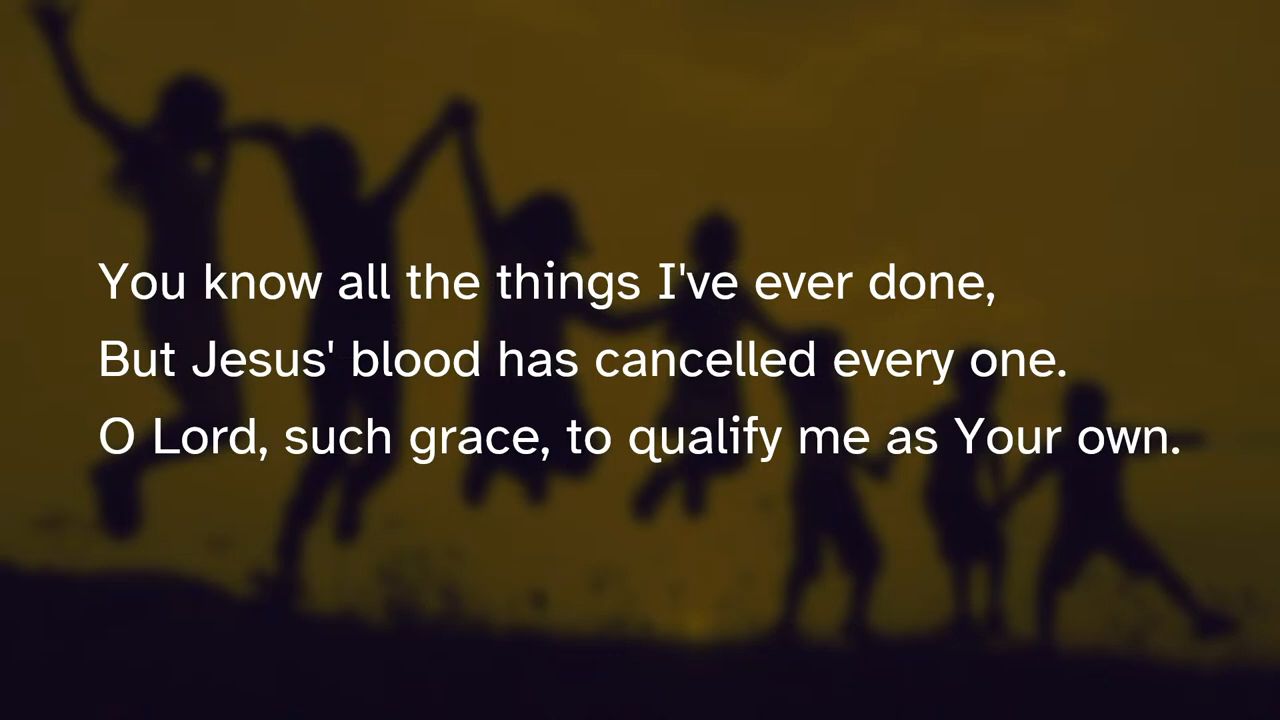 You know all the things I've ever done,
But Jesus' blood has cancelled every one.
O Lord, such grace, to qualify me as Your own.